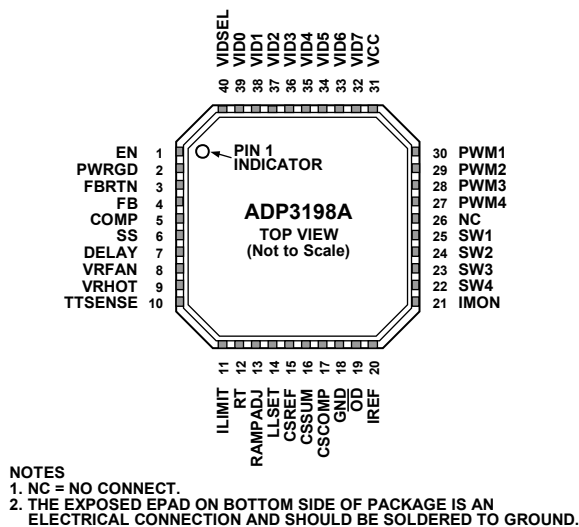 VIDSEL
VID0
VID1
VID2
VID3
VID4
VID5
VID6
VID7
VCC
40
39
38
37
36
35
34
33
32
31
EN 1
PWRGD 2
FBRTN 3
FB 4
COMP 5
SS 6
DELAY 7
VRFAN 8
VRHOT 9
TTSENSE 10
PIN 1
INDICATOR
ADP3198A
TOP VIEW
(Not to Scale)
30 PWM1
29 PWM2
28 PWM3
27 PWM4
26 NC
25 SW1
24 SW2
23 SW3
22 SW4
21 IMON
11
12
13
14
15
16
17
18
19
20
ILIMIT
RT
RAMPADJ
LLSET
CSREF
CSSUM
CSCOMP
GND
OD
IREF
NOTES
1. NC = NO CONNECT.
2. THE EXPOSED EPAD ON BOTTOM SIDE OF PACKAGE IS AN
ELECTRICAL CONNECTION AND SHOULD BE SOLDERED TO GROUND.